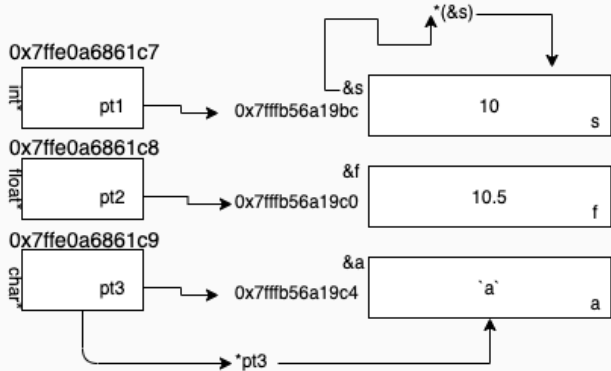 *(&s)
0x7ffe0a6861c7
int*
pt1
&s
0x7fffb56a19bc
10
s
0x7ffe0a6861c8
float*
pt2
&f
0x7fffb56a19c0
10.5
f
0x7ffe0a6861c9
char*
pt3
&a
0x7fffb56a19c4
`a`
a
*pt3